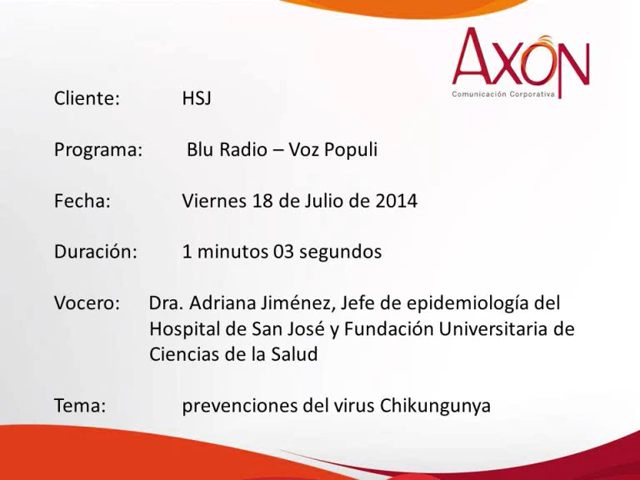 AXÓN
Comunicación Corporativa
Cliente: HSJ
Programa: Blu Radio – Voz Populi
Fecha: Viernes 18 de Julio de 2014
Duración: 1 minutos 03 segundos
Vocero: Dra. Adriana Jiménez, Jefe de epidemiología del
Hospital de San José y Fundación Universitaria de
Ciencias de la Salud
Tema: prevenciones del virus Chikungunya